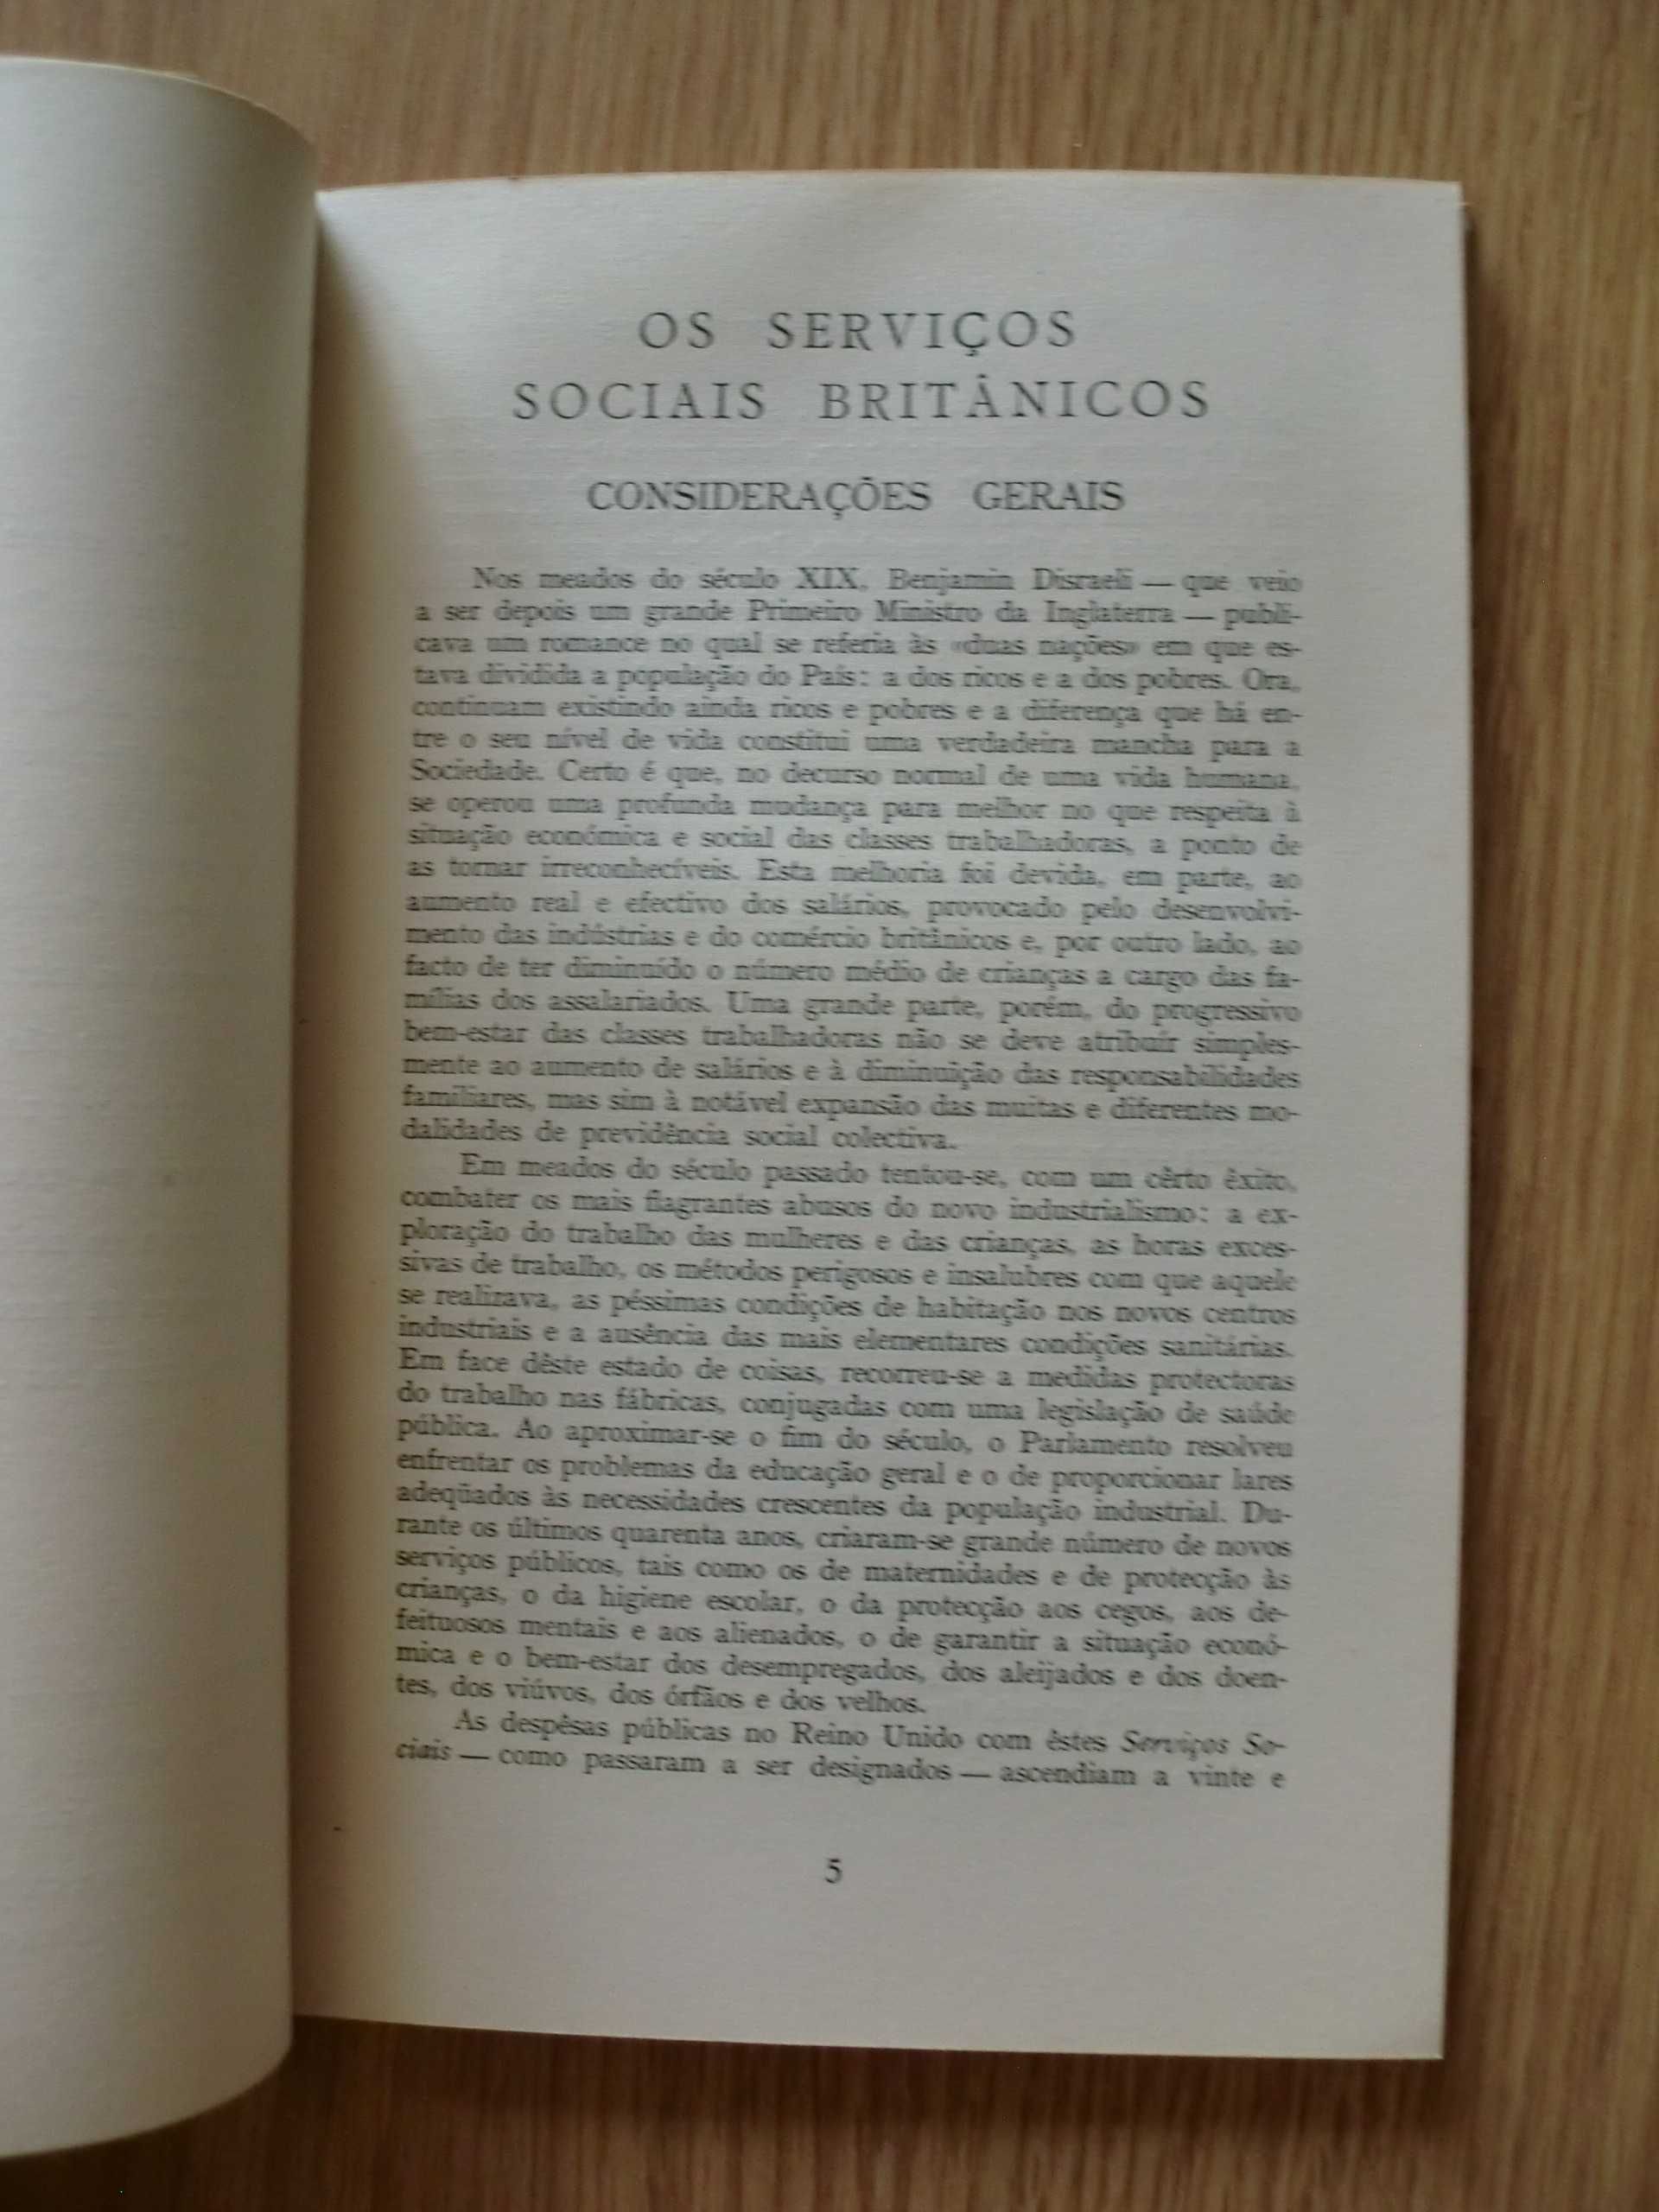 OS SERVIÇOS
SOCIAIS BRITÂNICOS
CONSIDERAÇÕES GERAIS
Nos meados do século XIX, Benjamin Disraeli — que veio
a ser depois um grande Primeiro Ministro da Inglaterra — publi-
cava um romance no qual se referia às «duas nações» em que es-
tava dividida a população do País: a dos ricos e a dos pobres. Ora,
continuam existindo ainda ricos e pobres e a diferença que há en-
tre o seu nível de vida constitui uma verdadeira mancha para a
Sociedade. Certo é que, no decurso normal de uma vida humana,
se operou uma profunda mudança para melhor no que respeita à
situação económica e social das classes trabalhadoras, a ponto de
as tornar irreconhecíveis. Esta melhoria foi devida, em parte, ao
aumento real e efectivo dos salários, provocado pelo desenvolvi-
mento das indústrias e do comércio britânicos e, por outro lado, ao
facto de ter diminuído o número médio de crianças a cargo das fa-
mílias dos assalariados. Uma grande parte, porém, do progressivo
bem-estar das classes trabalhadoras não se deve atribuír simples-
mente ao aumento de salários e à diminuição das responsabilidades
familiares, mas sim à notável expansão das muitas e diferentes mo-
dalidades de previdência social colectiva.
Em meados do século passado tentou-se, com um cêrto êxito,
combater os mais flagrantes abusos do novo industrialismo: a ex-
ploração do trabalho das mulheres e das crianças, as horas exces-
sivas de trabalho, os métodos perigosos e insalubres com que aquele
se realizava, as péssimas condições de habitação nos novos centros
industriais e a ausência das mais elementares condições sanitárias.
Em face dêste estado de coisas, recorreu-se a medidas protectoras
do trabalho nas fábricas, conjugadas com uma legislação de saúde
pública. Ao aproximar-se o fim do século, o Parlamento resolveu
enfrentar os problemas da educação geral e o de proporcionar lares
adeqüados às necessidades crescentes da população industrial. Du-
rante os últimos quarenta anos, criaram-se grande número de novos
serviços públicos, tais como os de maternidades e de protecção às
crianças, o da higiene escolar, o da protecção aos cegos, aos de-
feituosos mentais e aos alienados, o de garantir a situação econó-
mica e o bem-estar dos desempregados, dos aleijados e dos doen-
tes, dos viúvos, dos órfãos e dos velhos.
As despêsas públicas no Reino Unido com êstes Serviços So-
ciais — como passaram a ser designados — ascendiam a vinte e
5